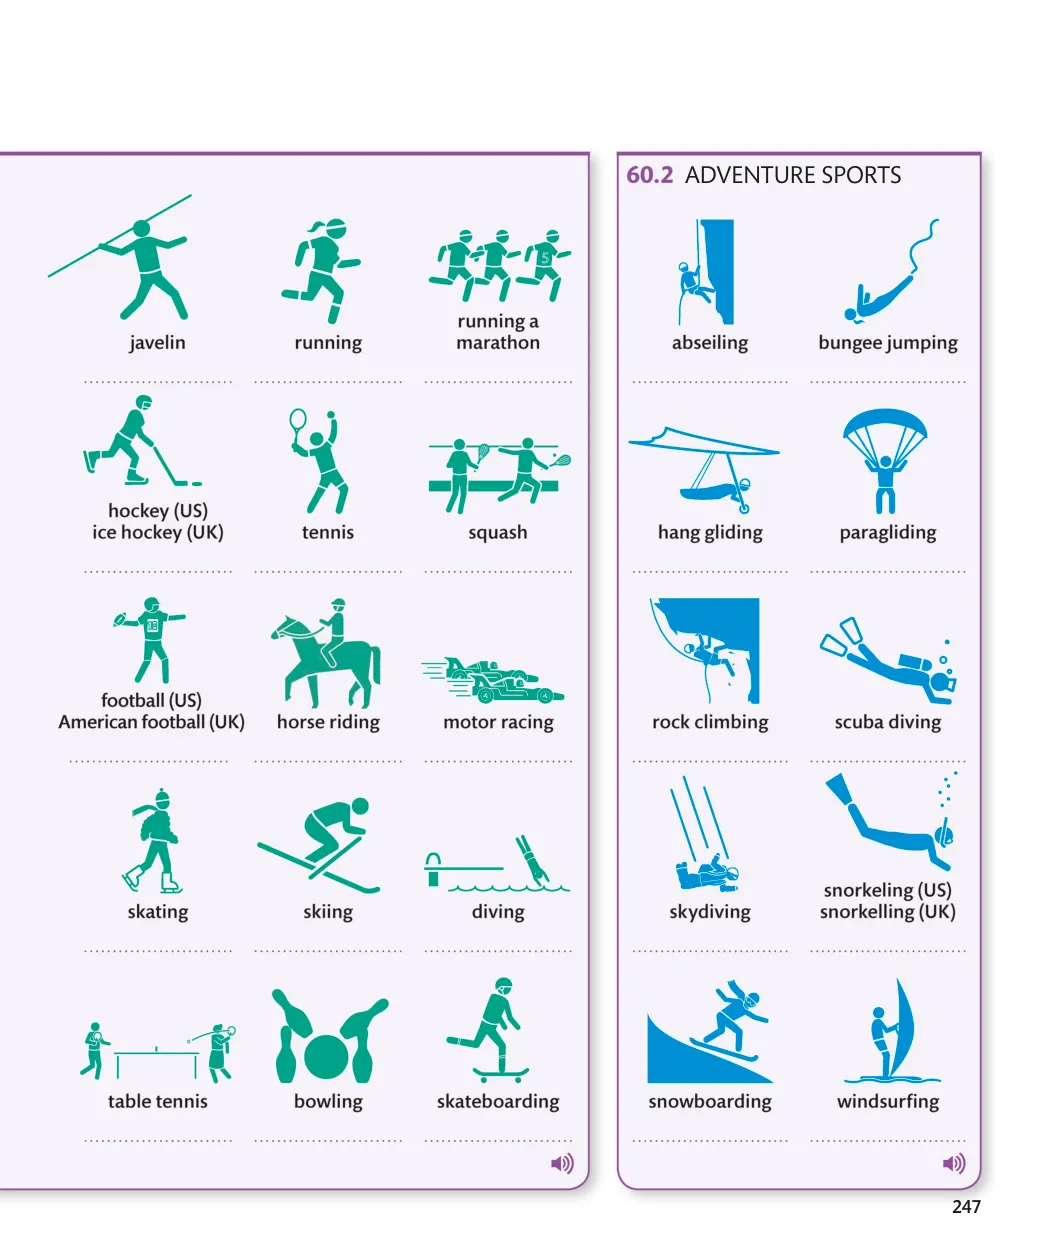 javelin
running
running a
marathon
hockey (US)
ice hockey (UK)
tennis
squash
football (US)
American football (UK)
horse riding
motor racing
skating
skiing
diving
table tennis
bowling
skateboarding
5
18
60.2 ADVENTURE SPORTS
abseiling
bungee jumping
hang gliding
paragliding
rock climbing
scuba diving
skydiving
snorkeling (US)
snorkelling (UK)
snowboarding
windsurfing
247